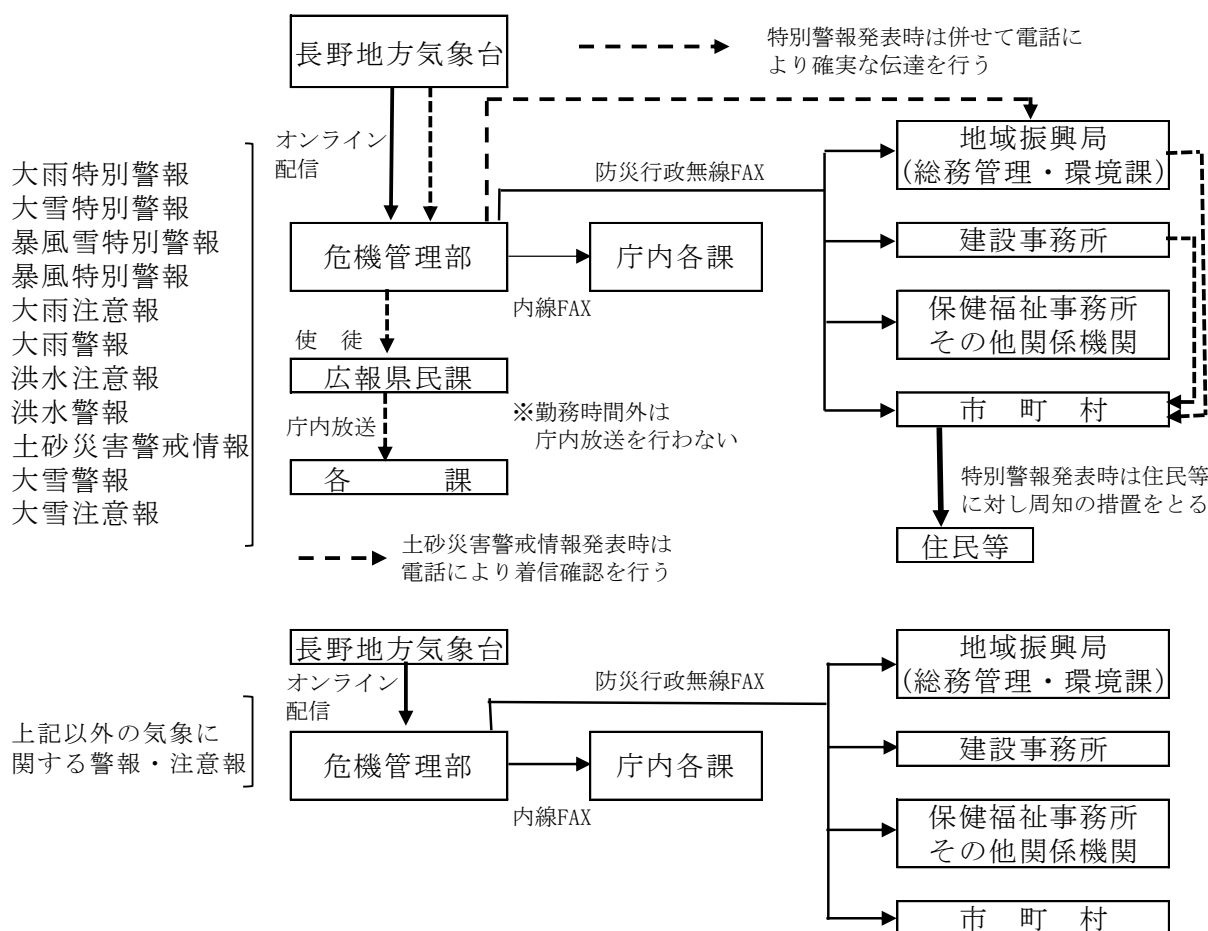 長野地方気象台
特別警報発表時は併せて電話に
より確実な伝達を行う
オンライン
配信
防災行政無線FAX
地域振興局
(総務管理・環境課)
大雨特別警報
大雪特別警報
暴風雪特別警報
暴風特別警報
大雨注意報
大雨警報
洪水注意報
洪水警報
土砂災害警戒情報
大雪警報
大雪注意報
危機管理部
庁内各課
内線FAX
建設事務所
保健福祉事務所
その他関係機関
使 徒
広報県民課
庁内放送
※勤務時間外は
庁内放送を行わない
各 課
市 町 村
特別警報発表時は住民等
に対し周知の措置をとる
住民等
土砂災害警戒情報発表時は
電話により着信確認を行う
長野地方気象台
オンライン
配信
防災行政無線FAX
地域振興局
(総務管理・環境課)
上記以外の気象に
関する警報・注意報
危機管理部
庁内各課
内線FAX
建設事務所
保健福祉事務所
その他関係機関
市 町 村